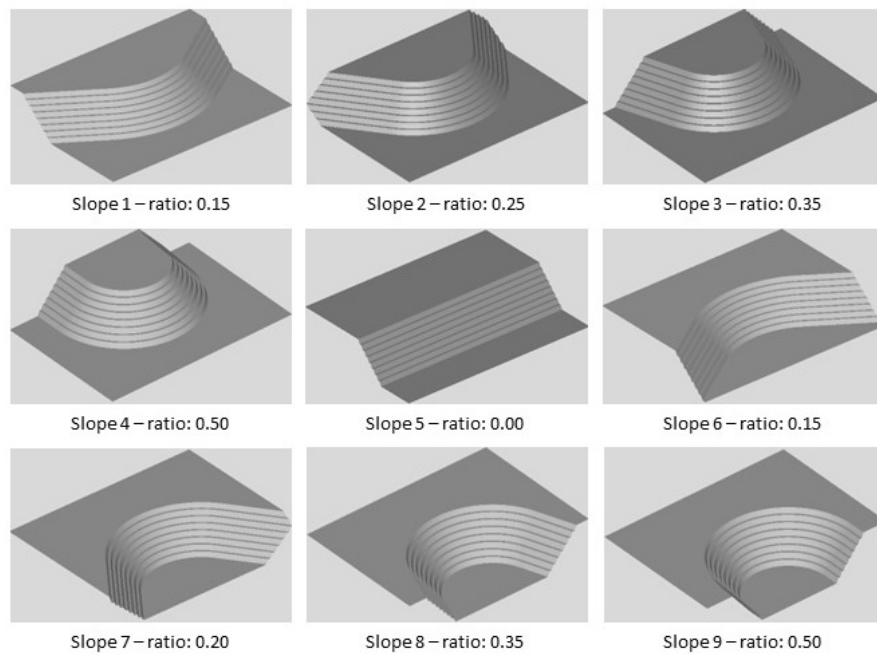 Slope 1 – ratio: 0.15
Slope 2 – ratio: 0.25
Slope 3 – ratio: 0.35
Slope 4 – ratio: 0.50
Slope 5 – ratio: 0.00
Slope 6 – ratio: 0.15
Slope 7 – ratio: 0.20
Slope 8 – ratio: 0.35
Slope 9 – ratio: 0.50